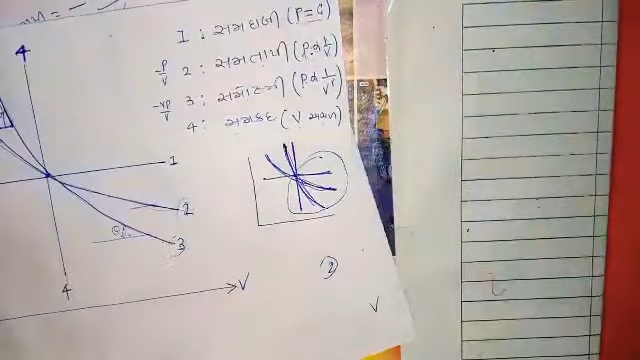 4
1 : સમદાબી (P = C)
-P/V 2 : સમતાપી (P α 1/V)
-γP/V 3 : સમોષ્મી (P α 1/V^γ)
4 : સમકદ (V અચળ)
1
2
3
4
V
2
V